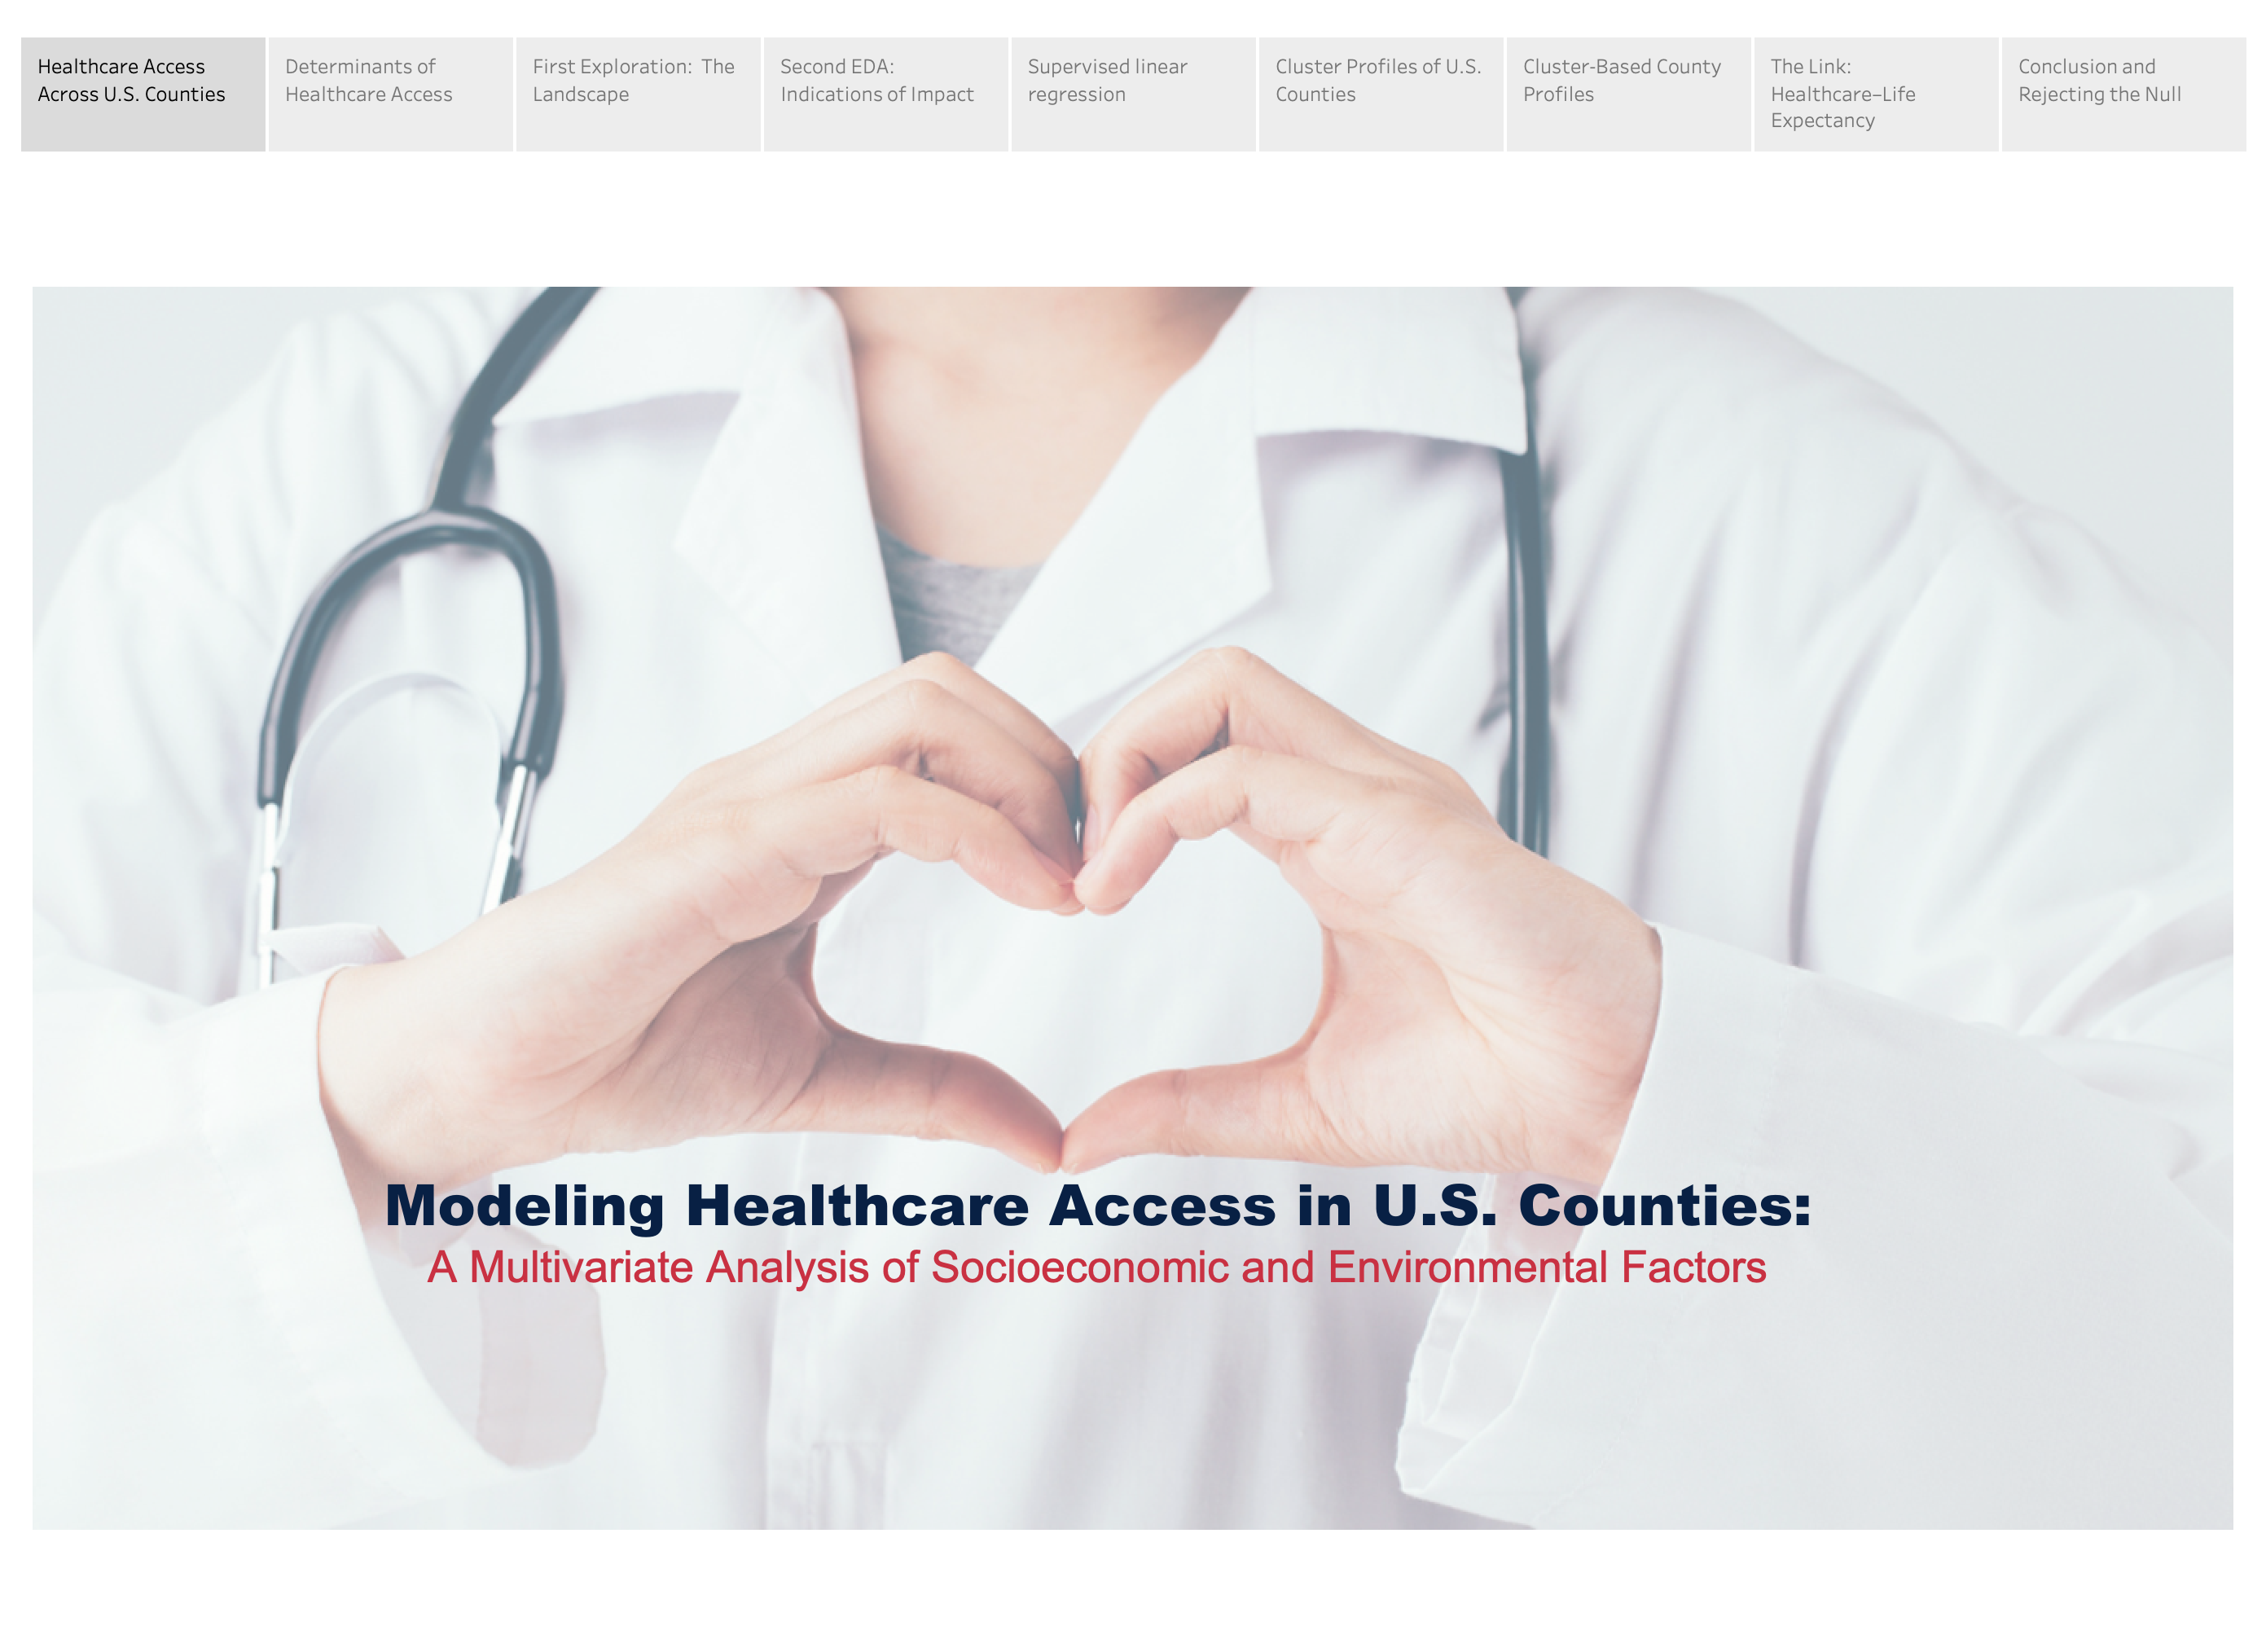 Healthcare Access
Across U.S. Counties
Determinants of
Healthcare Access
First Exploration: The
Landscape
Second EDA:
Indications of Impact
Supervised linear
regression
Cluster Profiles of U.S.
Counties
Cluster-Based County
Profiles
The Link:
Healthcare–Life
Expectancy
Conclusion and
Rejecting the Null
Modeling Healthcare Access in U.S. Counties:
A Multivariate Analysis of Socioeconomic and Environmental Factors